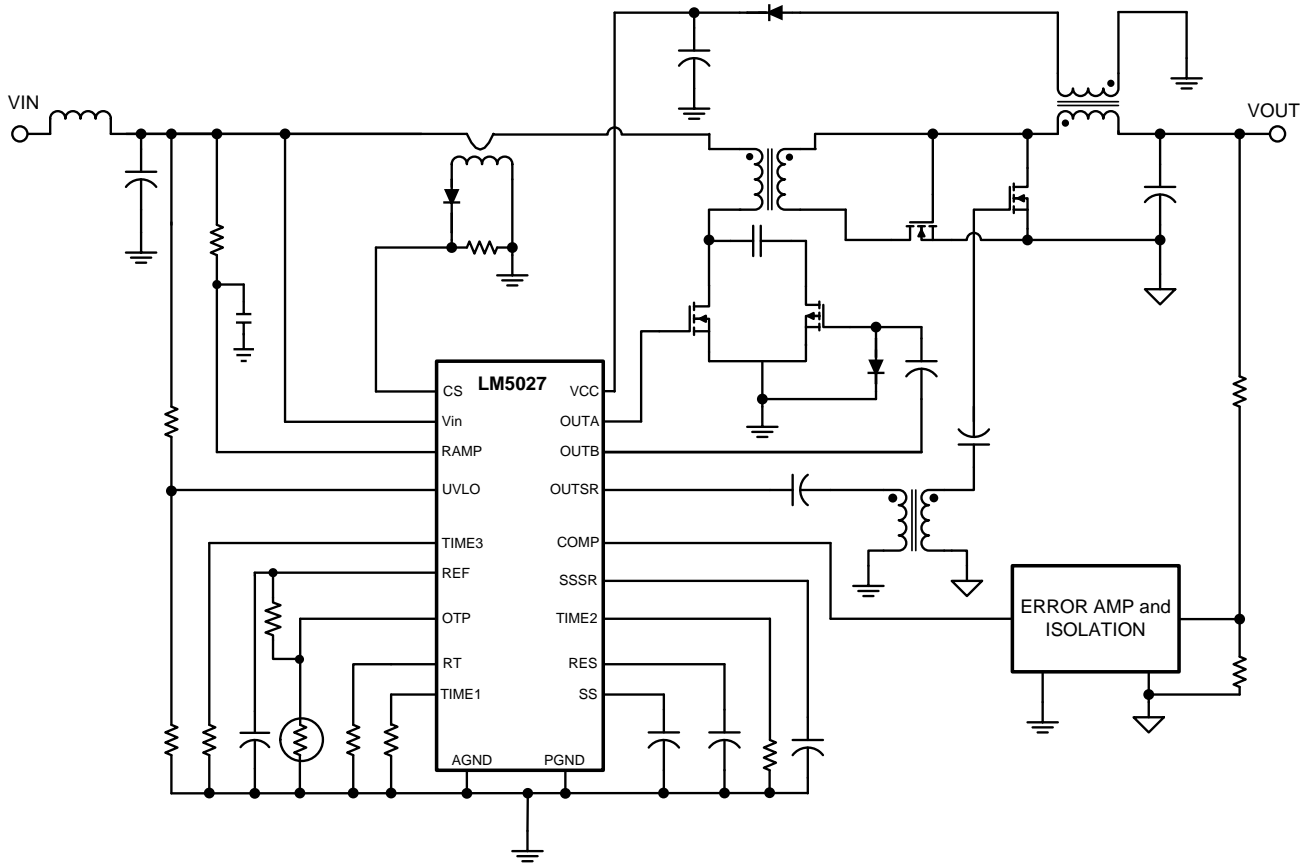 VIN
VOUT
LM5027
CS
Vin
RAMP
UVLO
TIME3
REF
OTP
RT
TIME1
AGND
PGND
VCC
OUTA
OUTB
OUTSR
COMP
SSSR
TIME2
RES
SS
ERROR AMP and
ISOLATION